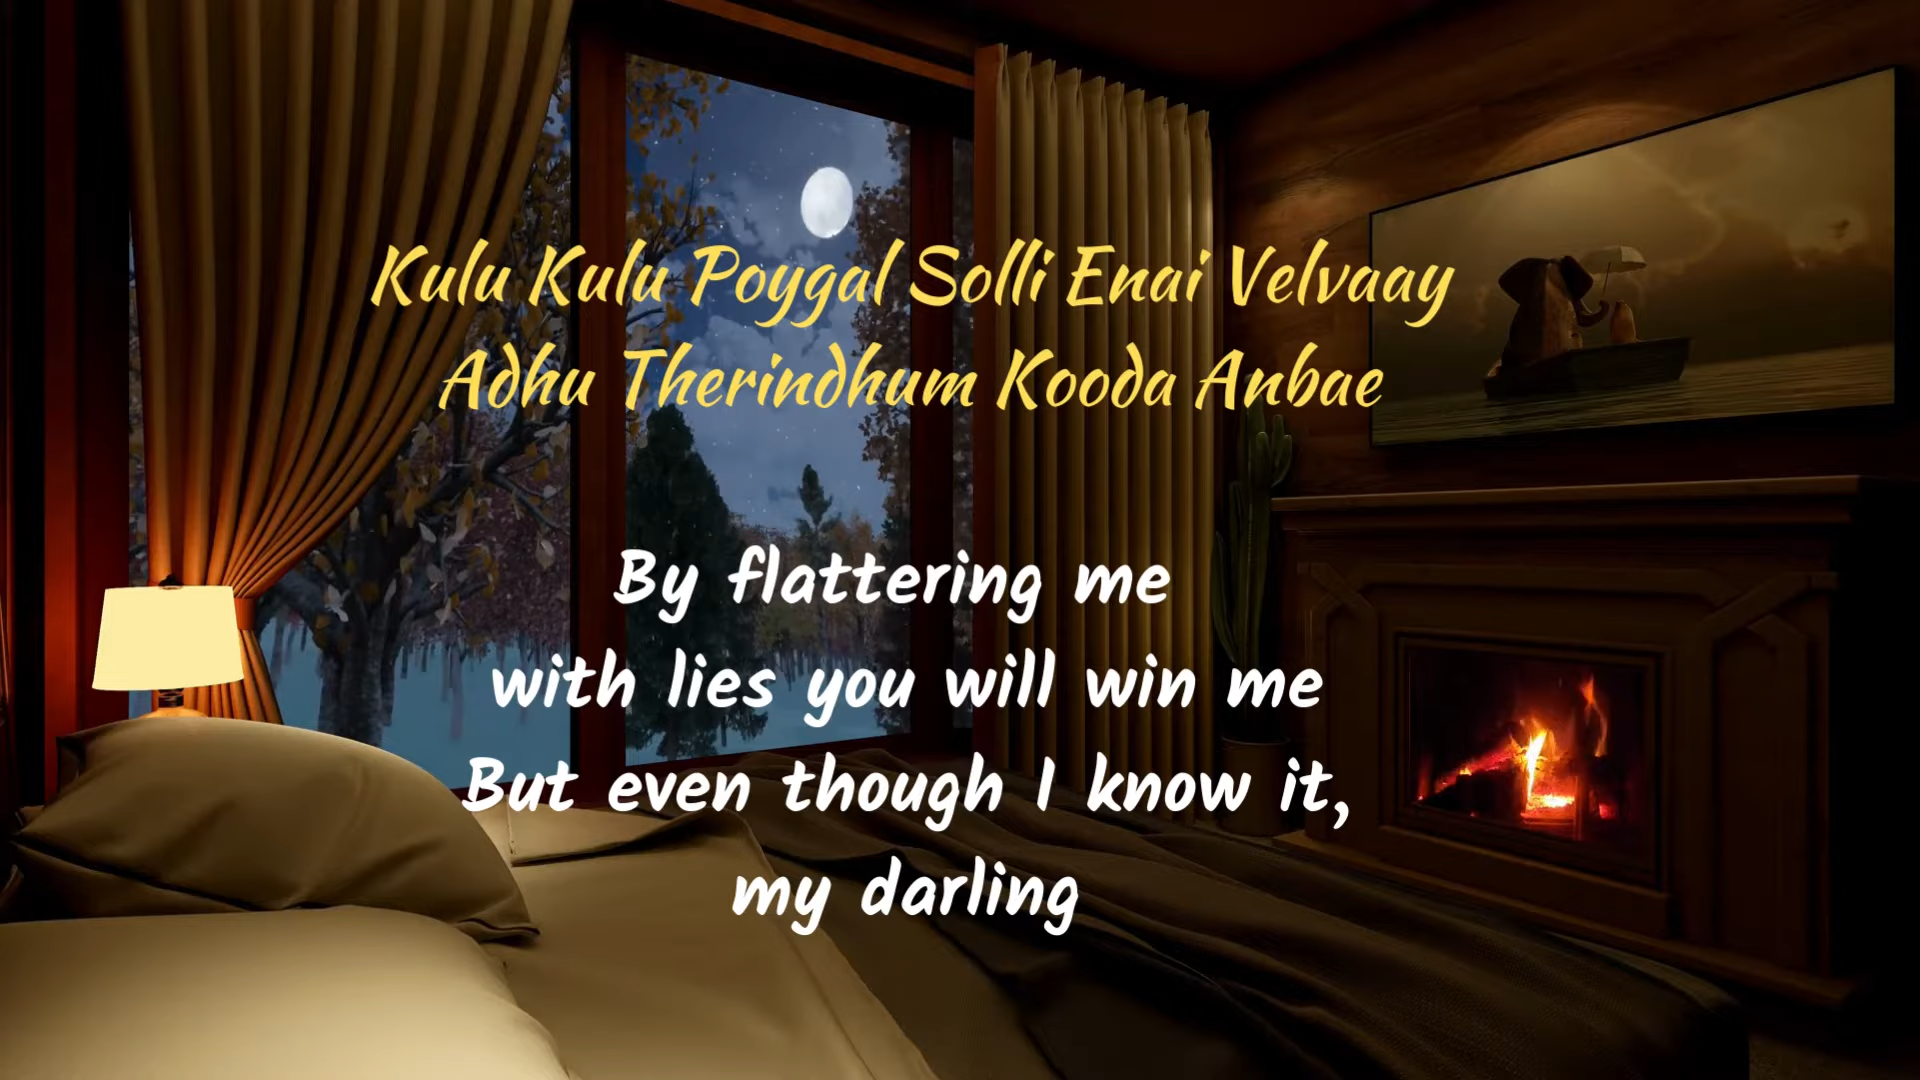 Kulu Kulu Poygal Solli Enai Velvaay
Adhu Therindhum Kooda Anbae
By flattering me
with lies you will win me
But even though I know it,
my darling